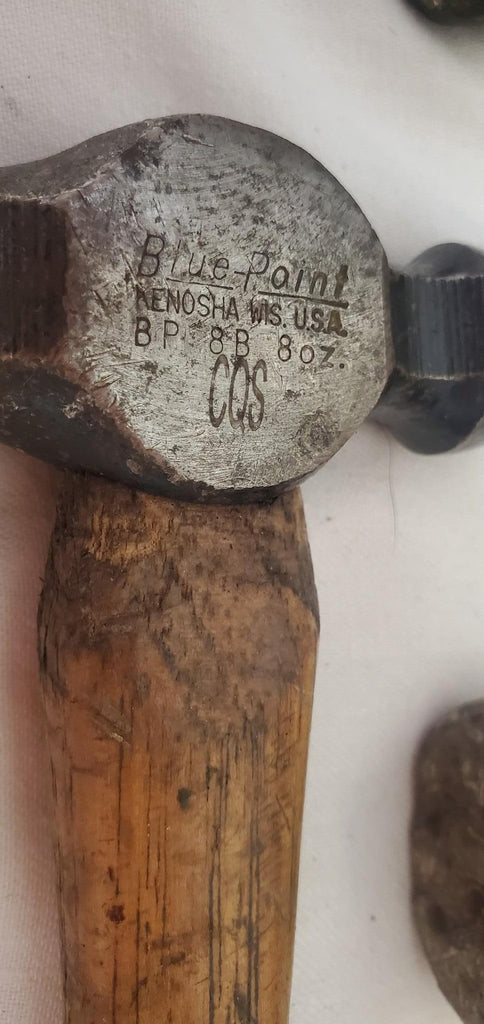 Blue-Point
KENOSHA WIS. U.S.A.
BP 8B 8oz.
CQS